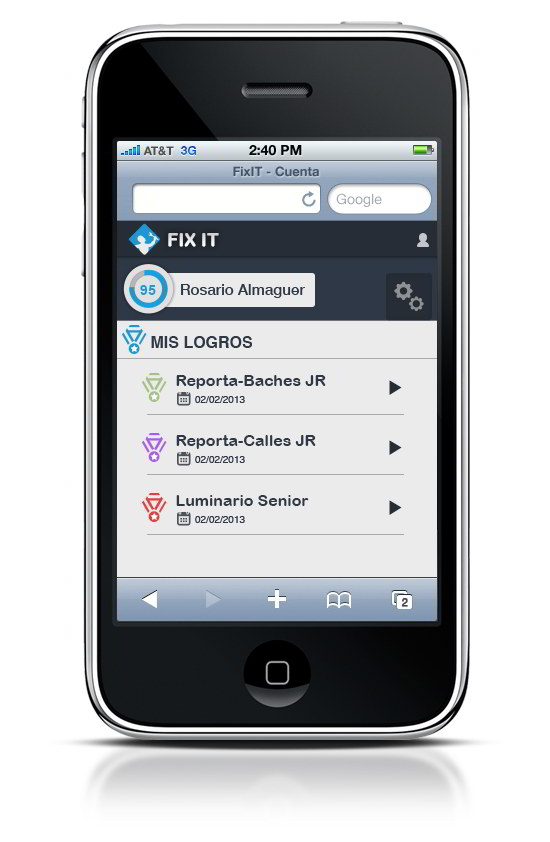 AT&T 3G 2:40 PM
FixIT - Cuenta
Google
FIX IT
95 Rosario Almaguer
MIS LOGROS
Reporta-Baches JR
02/02/2013
Reporta-Calles JR
02/02/2013
Luminario Senior
02/02/2013
2